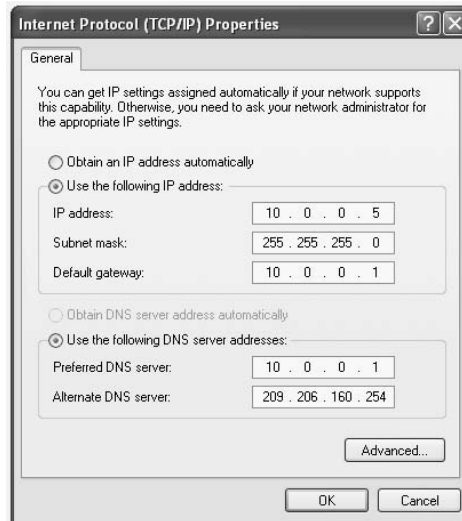 Internet Protocol (TCP/IP) Properties
General
You can get IP settings assigned automatically if your network supports
this capability. Otherwise, you need to ask your network administrator for
the appropriate IP settings.
Obtain an IP address automatically
Use the following IP address:
IP address: 10 . 0 . 0 . 5
Subnet mask: 255 . 255 . 255 . 0
Default gateway: 10 . 0 . 0 . 1
Obtain DNS server address automatically
Use the following DNS server addresses:
Preferred DNS server: 10 . 0 . 0 . 1
Alternate DNS server: 209 . 206 . 160 . 254
Advanced...
OK Cancel